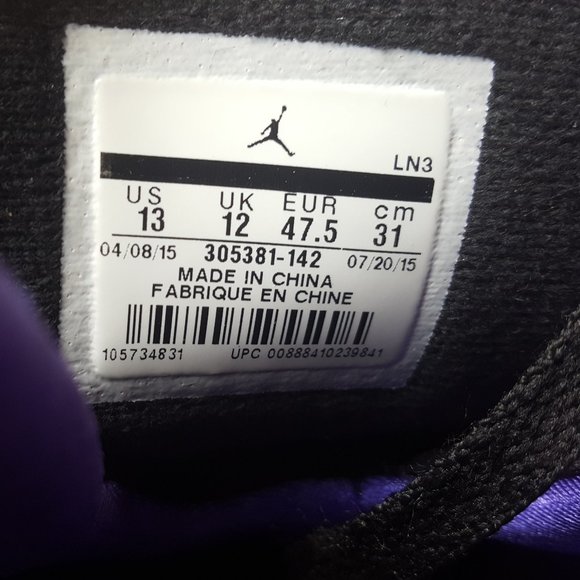 LN3
US UK EUR cm
13 12 47.5 31
04/08/15 305381-142 07/20/15
MADE IN CHINA
FABRIQUE EN CHINE
105734831 UPC 00888410239841